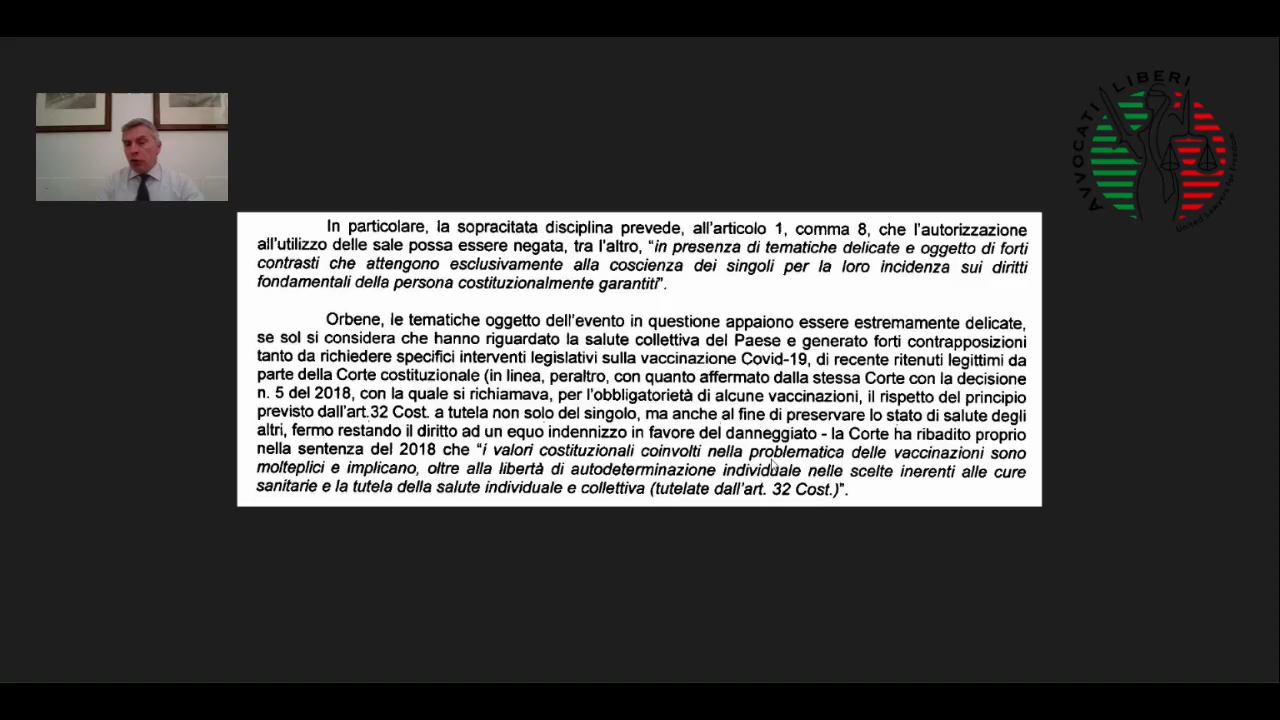 AVVOCATI LIBERI
United Lawyers for Freedom
In particolare, la sopracitata disciplina prevede, all'articolo 1, comma 8, che l'autorizzazione
all'utilizzo delle sale possa essere negata, tra l'altro, "in presenza di tematiche delicate e oggetto di forti
contrasti che attengono esclusivamente alla coscienza dei singoli per la loro incidenza sui diritti
fondamentali della persona costituzionalmente garantiti".
Orbene, le tematiche oggetto dell'evento in questione appaiono essere estremamente delicate,
se sol si considera che hanno riguardato la salute collettiva del Paese e generato forti contrapposizioni
tanto da richiedere specifici interventi legislativi sulla vaccinazione Covid-19, di recente ritenuti legittimi da
parte della Corte costituzionale (in linea, peraltro, con quanto affermato dalla stessa Corte con la decisione
n. 5 del 2018, con la quale si richiamava, per l'obbligatorietà di alcune vaccinazioni, il rispetto del principio
previsto dall'art.32 Cost. a tutela non solo del singolo, ma anche al fine di preservare lo stato di salute degli
altri, fermo restando il diritto ad un equo indennizzo in favore del danneggiato - la Corte ha ribadito proprio
nella sentenza del 2018 che "i valori costituzionali coinvolti nella problematica delle vaccinazioni sono
molteplici e implicano, oltre alla libertà di autodeterminazione individuale nelle scelte inerenti alle cure
sanitarie e la tutela della salute individuale e collettiva (tutelate dall'art. 32 Cost.)".